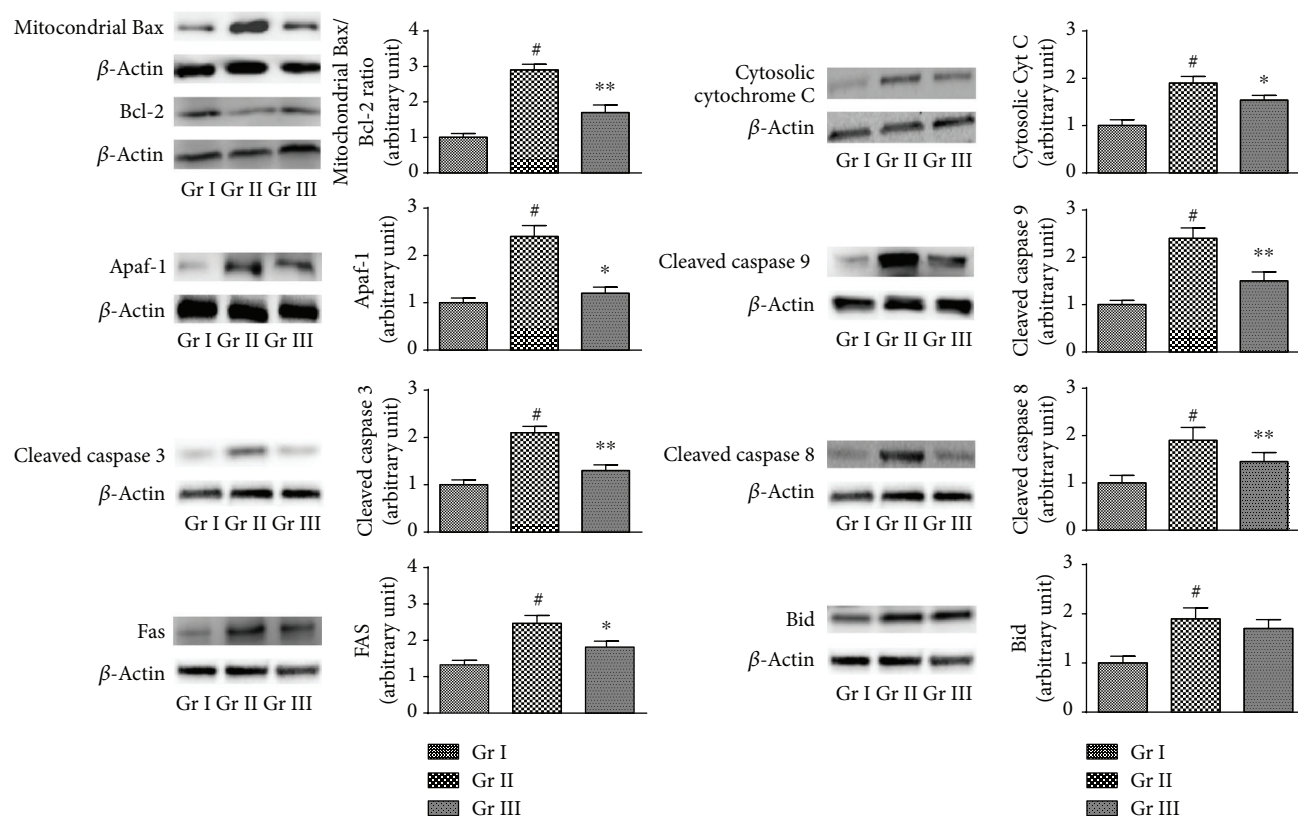 Mitocondrial Bax
β-Actin
Bcl-2
β-Actin
Gr I Gr II Gr III
Mitochondrial Bax/
Bcl-2 ratio
(arbitrary unit)
4
3
2
1
0
#
**
Cytosolic
cytochrome C
β-Actin
Gr I Gr II Gr III
Cytosolic Cyt C
(arbitrary unit)
3
2
1
0
#
*
Apaf-1
β-Actin
Gr I Gr II Gr III
Apaf-1
(arbitrary unit)
3
2
1
0
#
*
Cleaved caspase 9
β-Actin
Gr I Gr II Gr III
Cleaved caspase 9
(arbitrary unit)
3
2
1
0
#
**
Cleaved caspase 3
β-Actin
Gr I Gr II Gr III
Cleaved caspase 3
(arbitrary unit)
3
2
1
0
#
**
Cleaved caspase 8
β-Actin
Gr I Gr II Gr III
Cleaved caspase 8
(arbitrary unit)
3
2
1
0
#
**
Fas
β-Actin
Gr I Gr II Gr III
FAS
(arbitrary unit)
4
3
2
1
0
#
*
Bid
β-Actin
Gr I Gr II Gr III
Bid
(arbitrary unit)
3
2
1
0
#
Gr I
Gr II
Gr III
Gr I
Gr II
Gr III